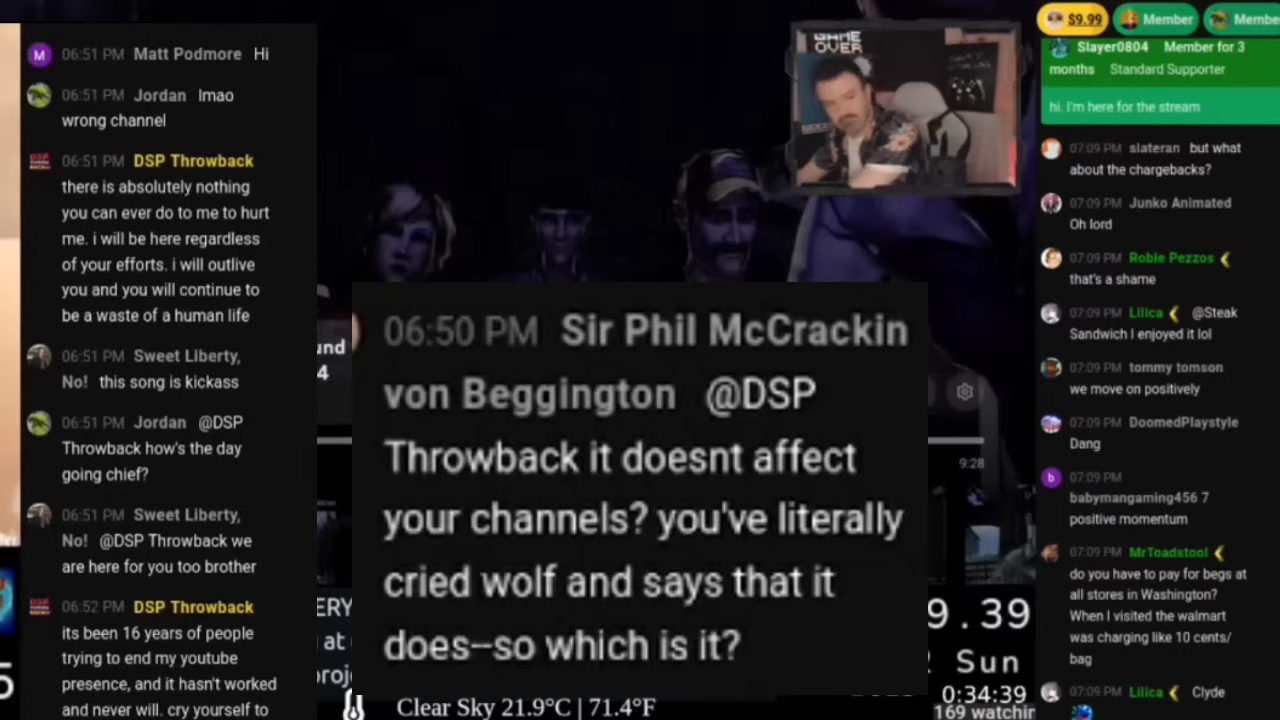 06:51 PM Matt Podmore Hi
06:51 PM Jordan lmao
wrong channel
06:51 PM DSP Throwback
there is absolutely nothing
you can ever do to me to hurt
me. i will be here regardless
of your efforts. i will outlive
you and you will continue to
be a waste of a human life
06:51 PM Sweet Liberty,
No! this song is kickass
06:51 PM Jordan @DSP
Throwback how's the day
going chief?
06:51 PM Sweet Liberty,
No! @DSP Throwback we
are here for you too brother
06:52 PM DSP Throwback
its been 16 years of people
trying to end my youtube
presence, and it hasn't worked
and never will. cry yourself to
5
GAME
OVER
und
4
06:50 PM Sir Phil McCrackin
von Beggington @DSP
Throwback it doesnt affect
your channels? you've literally
cried wolf and says that it
does--so which is it?
9:28
ERY
at
proj
9.39
Sun
0:34:39
169 watchin
Clear Sky 21.9°C | 71.4°F
$9.99
Member
Membe
Slayer0804 Member for 3
months Standard Supporter
hi. I'm here for the stream
07:09 PM slateran but what
about the chargebacks?
07:09 PM Junko Animated
Oh lord
07:09 PM Robie Pezzos
that's a shame
07:09 PM Lilica @Steak
Sandwich I enjoyed it lol
07:09 PM tommy tomson
we move on positively
07:09 PM DoomedPlaystyle
Dang
07:09 PM
babymangaming456 7
positive momentum
07:09 PM MrToadstool
do you have to pay for begs at
all stores in Washington?
When I visited the walmart
was charging like 10 cents/
bag
07:09 PM Lilica Clyde